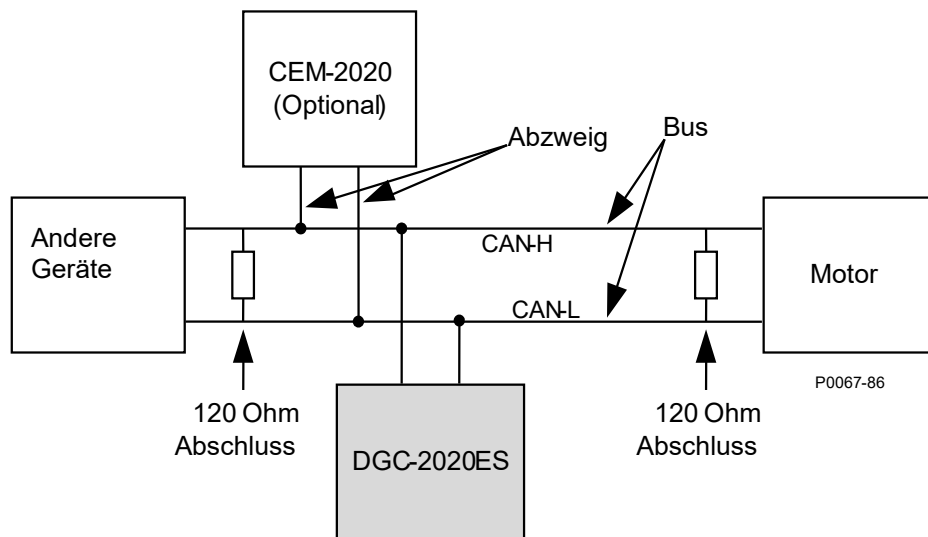 CEM-2020
(Optional)
Abzweig
Bus
Andere
Geräte
CAN-H
Motor
CAN-L
P0067-86
120 Ohm
Abschluss
120 Ohm
Abschluss
DGC-2020ES